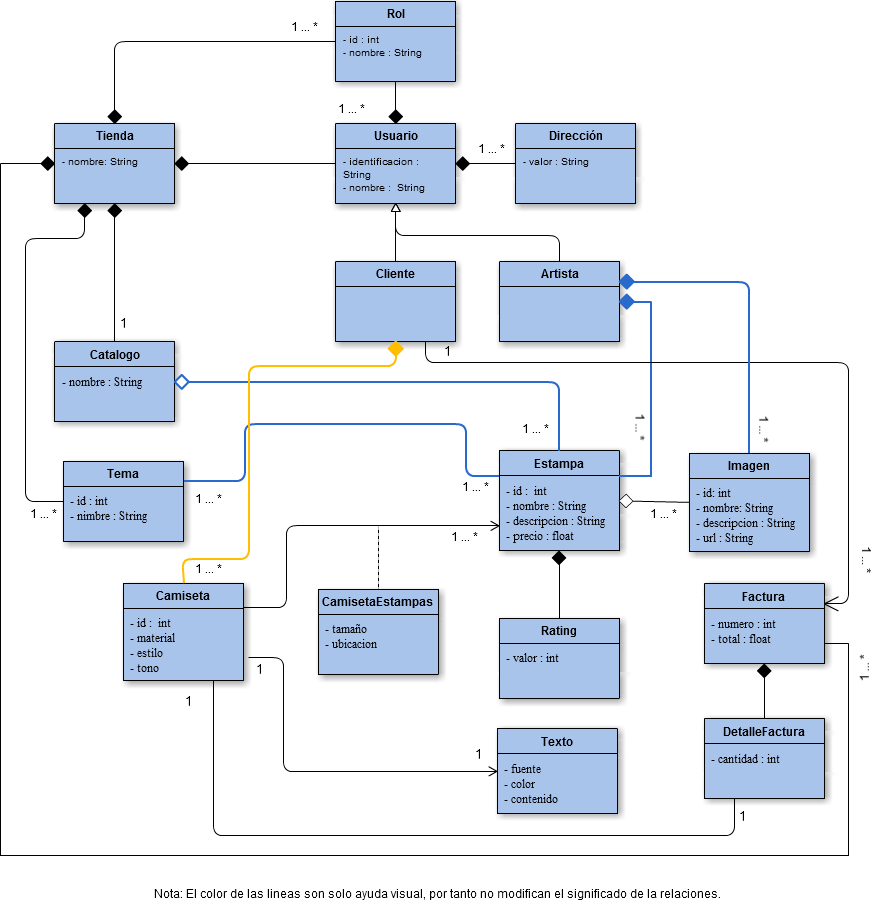 Rol
1 ... *
- id : int
- nombre : String
1 ... *
Tienda
- nombre: String
Usuario
- identificacion :
String
- nombre : String
1 ... *
Dirección
- valor : String
Cliente
Artista
1
1
Catalogo
- nombre : String
1 ... *
1 ... *
1 ... *
Tema
- id : int
- nimbre : String
1 ... *
1 ... *
1 ... *
Estampa
- id : int
- nombre : String
- descripcion : String
- precio : float
1 ... *
1 ... *
Imagen
- id: int
- nombre: String
- descripcion : String
- url : String
1 ... *
1 ... *
Camiseta
- id : int
- material
- estilo
- tono
CamisetaEstampas
- tamaño
- ubicacion
Rating
- valor : int
Factura
- numero : int
- total : float
1 ... *
1
1
1
Texto
- fuente
- color
- contenido
DetalleFactura
- cantidad : int
1
Nota: El color de las lineas son solo ayuda visual, por tanto no modifican el significado de la relaciones.